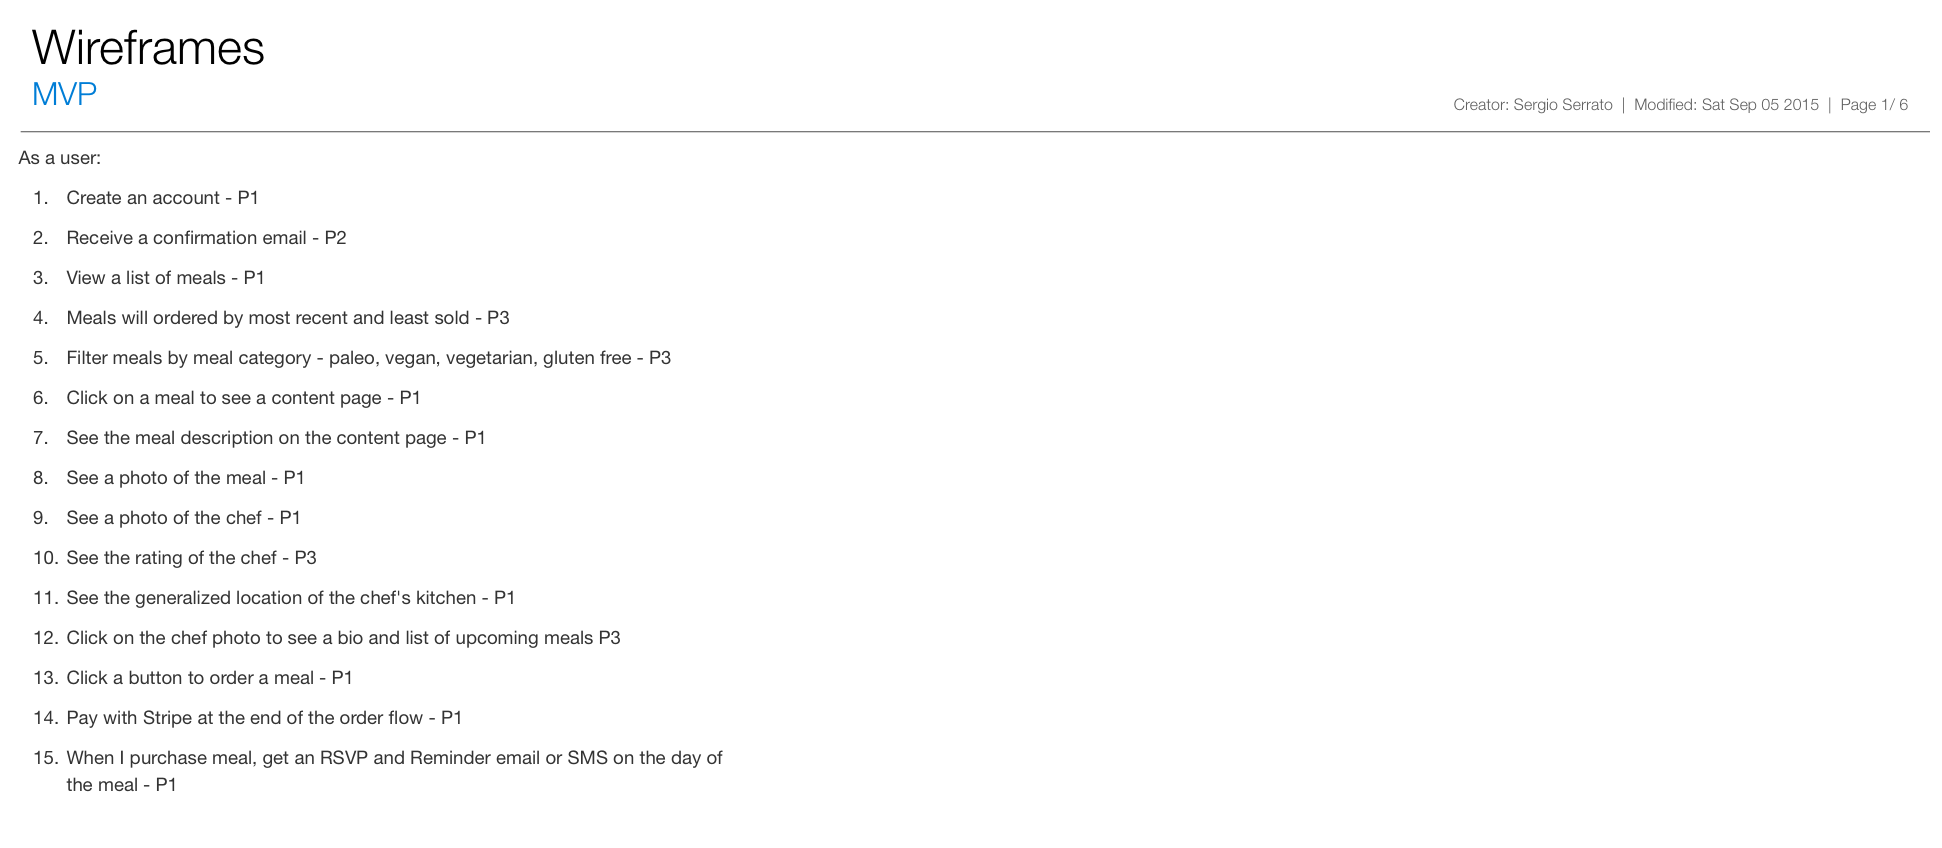 Wireframes
MVP
Creator: Sergio Serrato | Modified: Sat Sep 05 2015 | Page 1/ 6
As a user:
1. Create an account - P1
2. Receive a confirmation email - P2
3. View a list of meals - P1
4. Meals will ordered by most recent and least sold - P3
5. Filter meals by meal category - paleo, vegan, vegetarian, gluten free - P3
6. Click on a meal to see a content page - P1
7. See the meal description on the content page - P1
8. See a photo of the meal - P1
9. See a photo of the chef - P1
10. See the rating of the chef - P3
11. See the generalized location of the chef's kitchen - P1
12. Click on the chef photo to see a bio and list of upcoming meals P3
13. Click a button to order a meal - P1
14. Pay with Stripe at the end of the order flow - P1
15. When I purchase meal, get an RSVP and Reminder email or SMS on the day of
the meal - P1